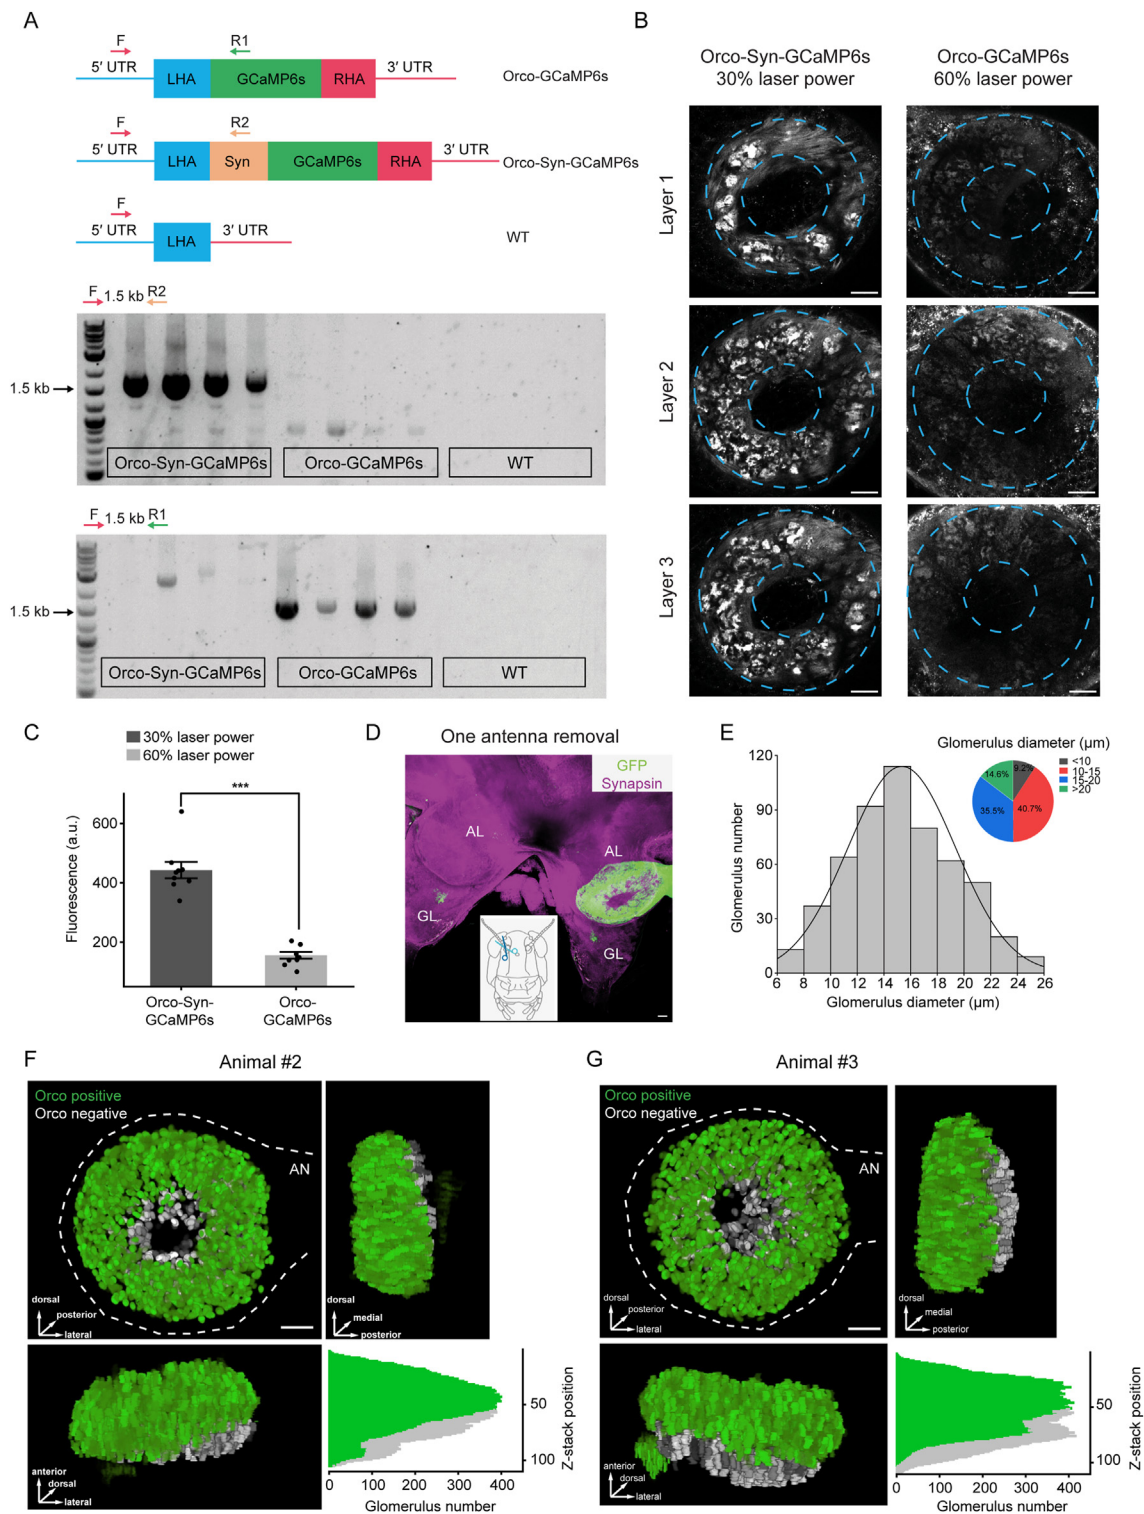 A
F
R1
5′ UTR
LHA
GCaMP6s
RHA
3′ UTR
Orco-GCaMP6s
F
R2
5′ UTR
LHA
Syn
GCaMP6s
RHA
3′ UTR
Orco-Syn-GCaMP6s
F
5′ UTR
LHA
3′ UTR
WT
F
1.5 kb
R2
1.5 kb
Orco-Syn-GCaMP6s
Orco-GCaMP6s
WT
F
1.5 kb
R1
1.5 kb
Orco-Syn-GCaMP6s
Orco-GCaMP6s
WT
B
Orco-Syn-GCaMP6s
30% laser power
Orco-GCaMP6s
60% laser power
Layer 1
Layer 2
Layer 3
C
30% laser power
60% laser power
***
600
400
200
Fluorescence (a.u.)
Orco-Syn-
GCaMP6s
Orco-
GCaMP6s
D
One antenna removal
GFP
Synapsin
AL
AL
GL
GL
E
Glomerulus diameter (µm)
<10
10-15
15-20
>20
9.2%
14.6%
35.5%
40.7%
120
90
60
30
0
Glomerulus number
6 8 10 12 14 16 18 20 22 24 26
Glomerulus diameter (µm)
F
Animal #2
Orco positive
Orco negative
AN
dorsal
posterior
lateral
dorsal
medial
posterior
anterior
dorsal
lateral
50
100
Z-stack position
0 100 200 300 400
Glomerulus number
G
Animal #3
Orco positive
Orco negative
AN
dorsal
posterior
lateral
dorsal
medial
posterior
anterior
dorsal
lateral
50
100
Z-stack position
0 100 200 300 400
Glomerulus number